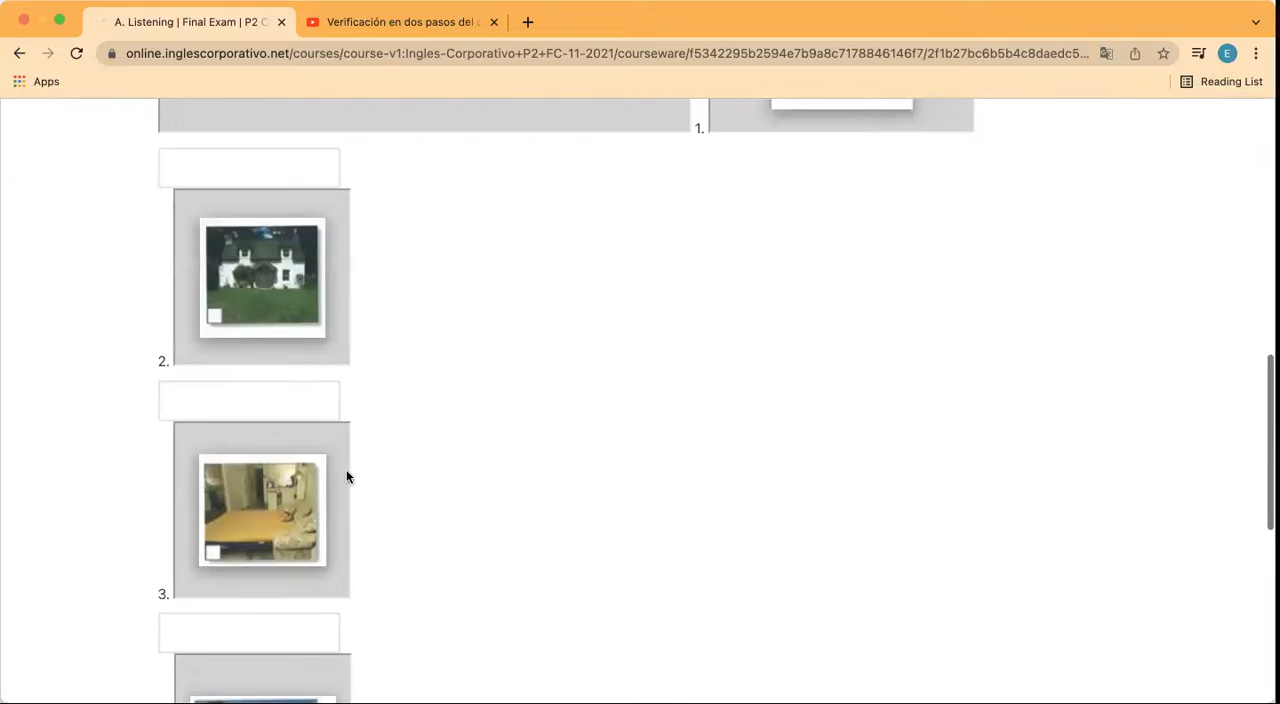 A. Listening | Final Exam | P2 C
Verificación en dos pasos del c
online.inglescorporativo.net/courses/course-v1:Ingles-Corporativo+P2+FC-11-2021/courseware/f5342295b2594e7b9a8c7178846146f7/2f1b27bc6b5b4c8daedc5...
E
Apps
Reading List
1.
2.
3.